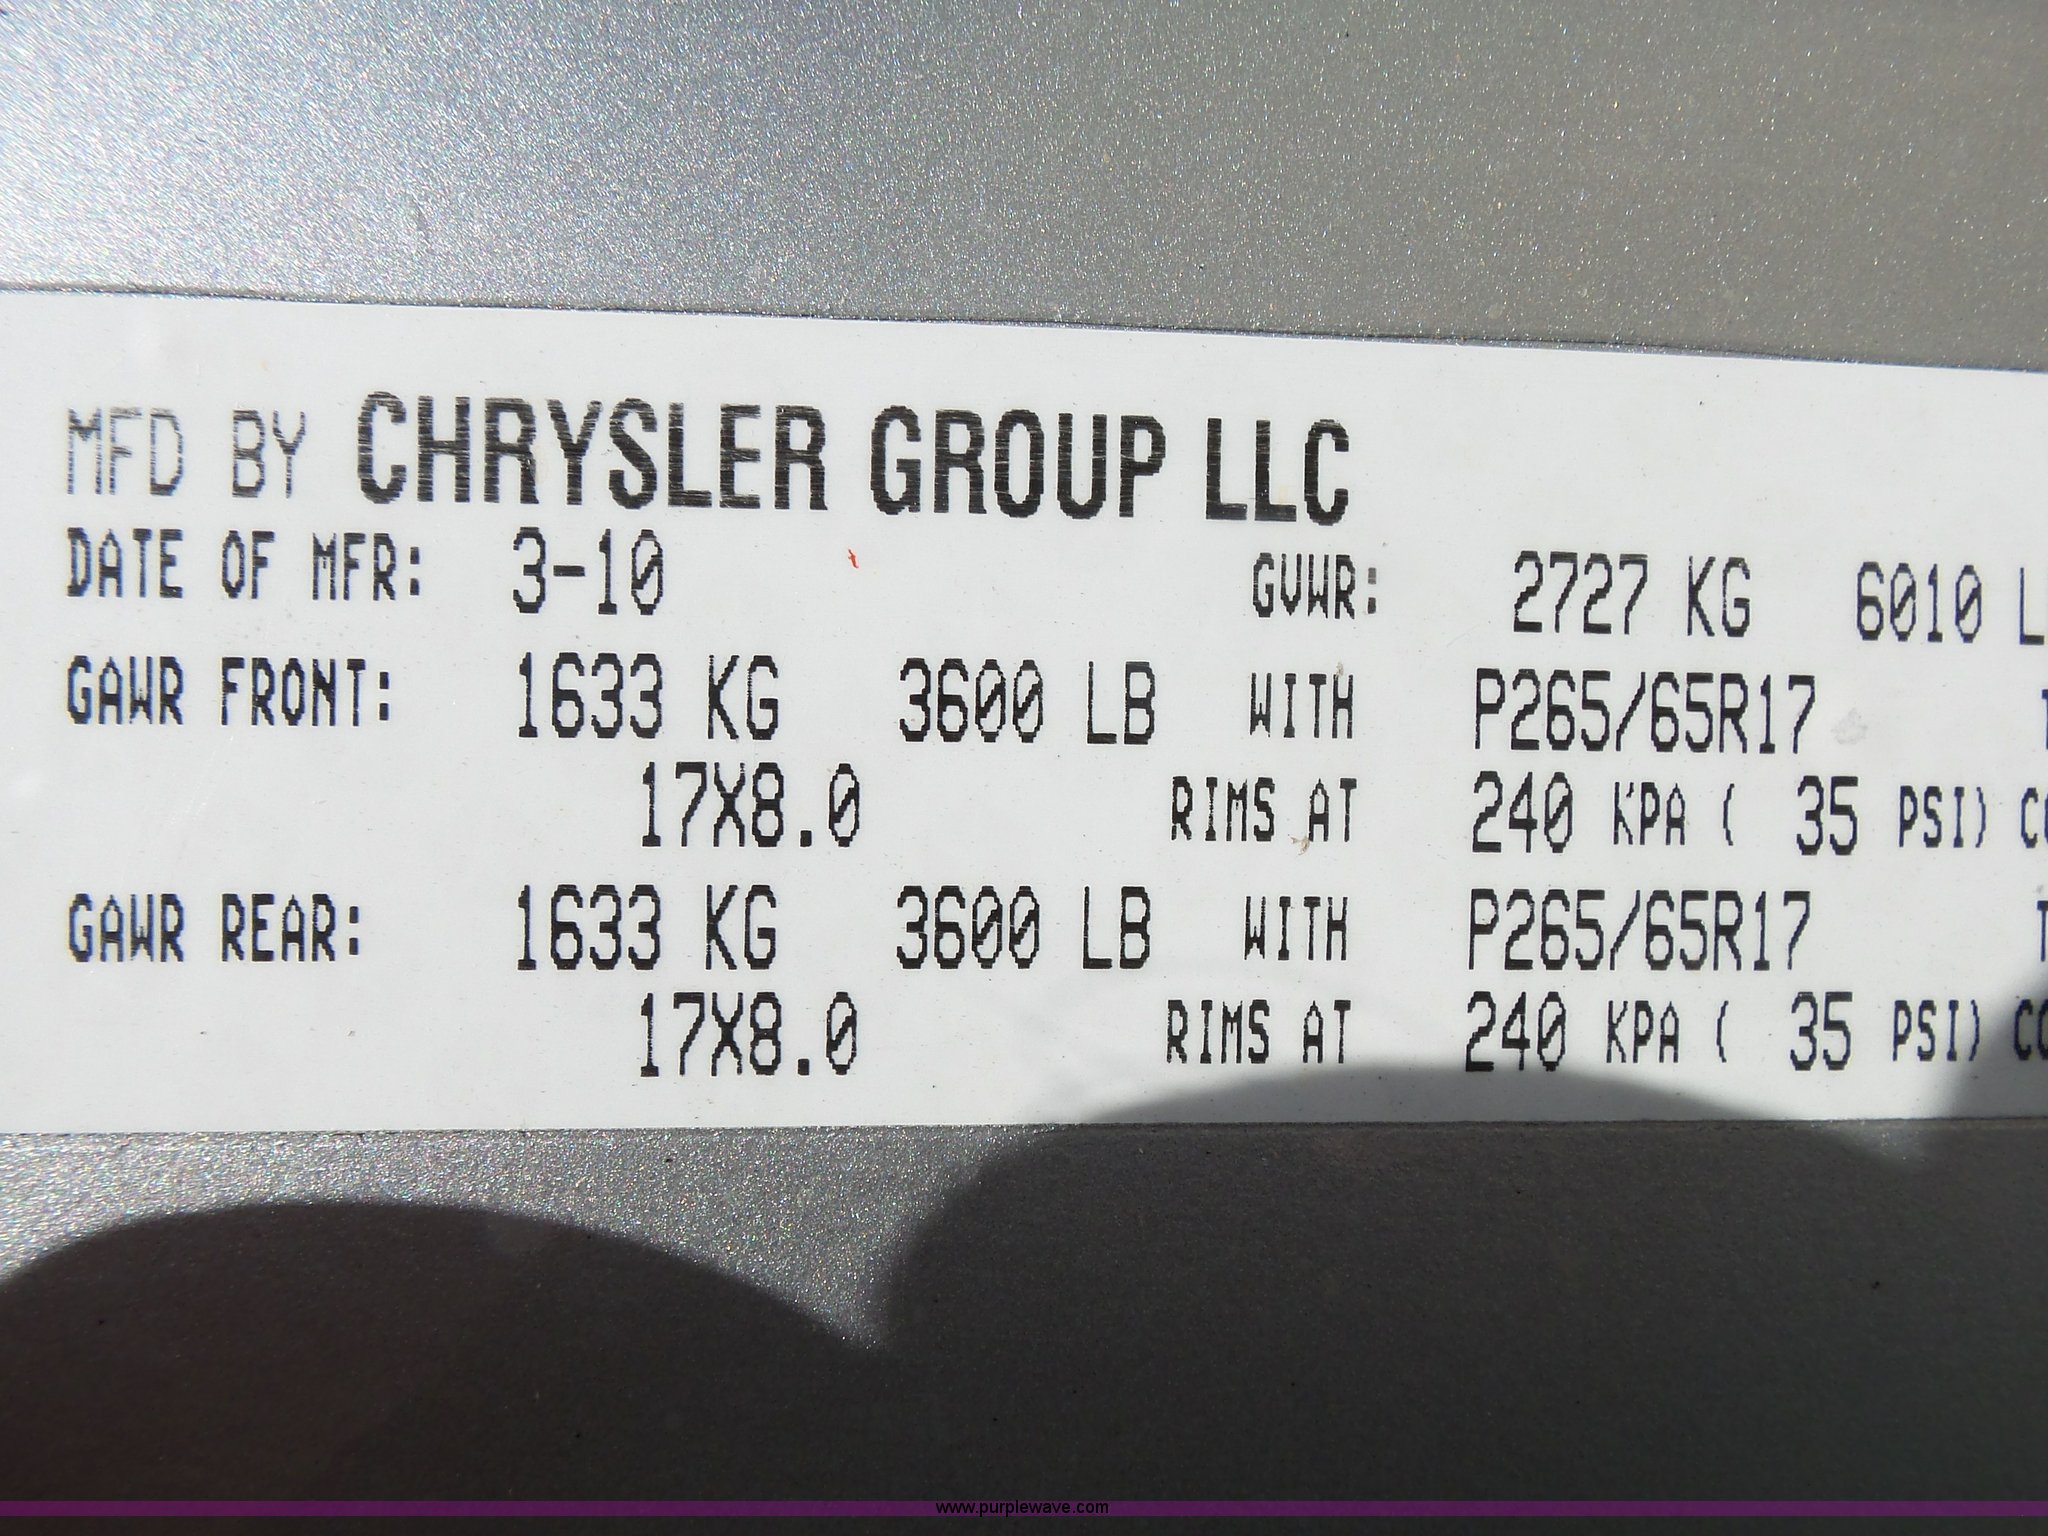 MFD BY CHRYSLER GROUP LLC
DATE OF MFR: 3-10 GVWR: 2727 KG 6010 L
GAWR FRONT: 1633 KG 3600 LB WITH P265/65R17 T
17X8.0 RIMS AT 240 KPA ( 35 PSI) CO
GAWR REAR: 1633 KG 3600 LB WITH P265/65R17 T
17X8.0 RIMS AT 240 KPA ( 35 PSI) CO
www.purplewave.com